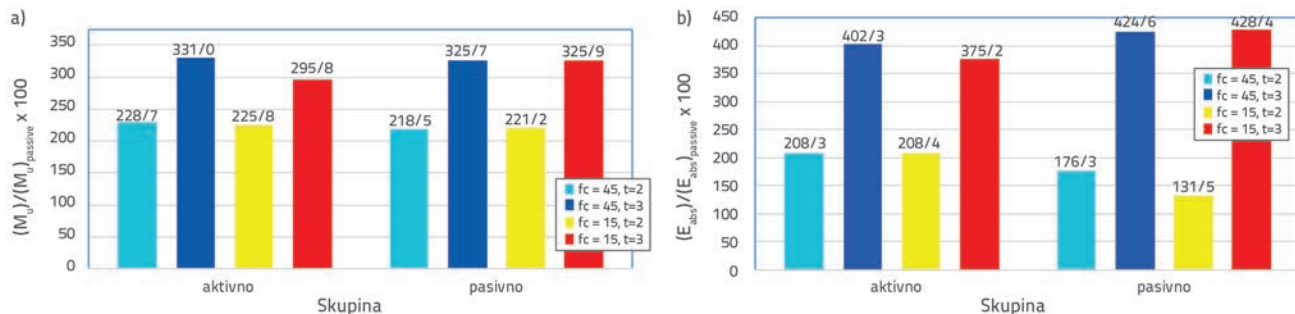 a)
(Mu)/(Mu)passive x 100
350
300
250
200
150
100
50
0
228/7
331/0
225/8
295/8
218/5
325/7
221/2
325/9
fc = 45, t=2
fc = 45, t=3
fc = 15, t=2
fc = 15, t=3
aktivno
pasivno
Skupina
b)
(Eabs)/(Eabs)passive x 100
450
400
350
300
250
200
150
100
50
0
208/3
402/3
208/4
375/2
176/3
424/6
131/5
428/4
fc = 45, t=2
fc = 45, t=3
fc = 15, t=2
fc = 15, t=3
aktivno
pasivno
Skupina